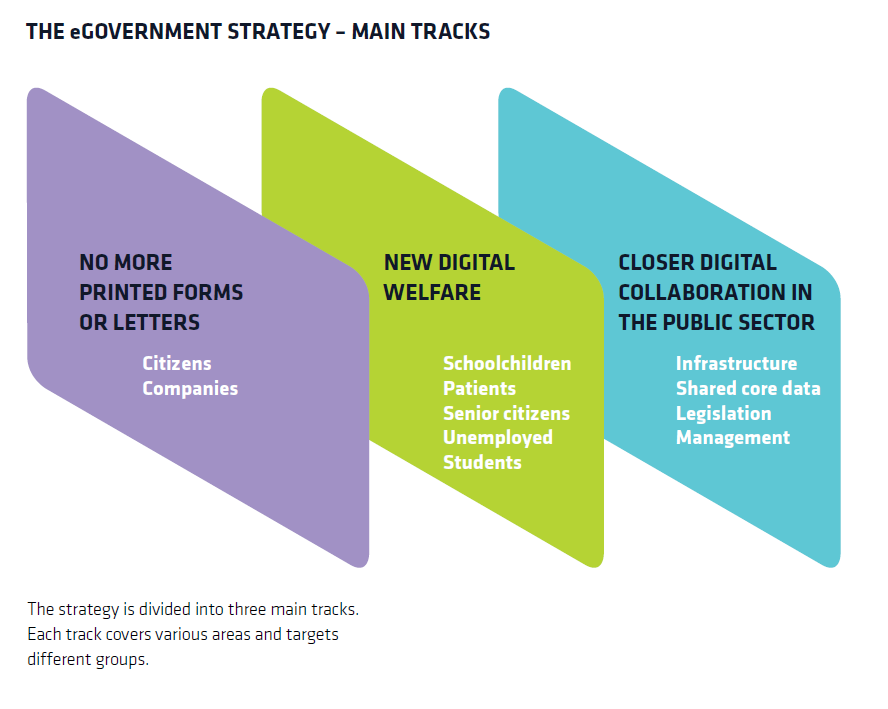 THE eGOVERNMENT STRATEGY – MAIN TRACKS
NO MORE
PRINTED FORMS
OR LETTERS
Citizens
Companies
NEW DIGITAL
WELFARE
Schoolchildren
Patients
Senior citizens
Unemployed
Students
CLOSER DIGITAL
COLLABORATION IN
THE PUBLIC SECTOR
Infrastructure
Shared core data
Legislation
Management
The strategy is divided into three main tracks.
Each track covers various areas and targets
different groups.